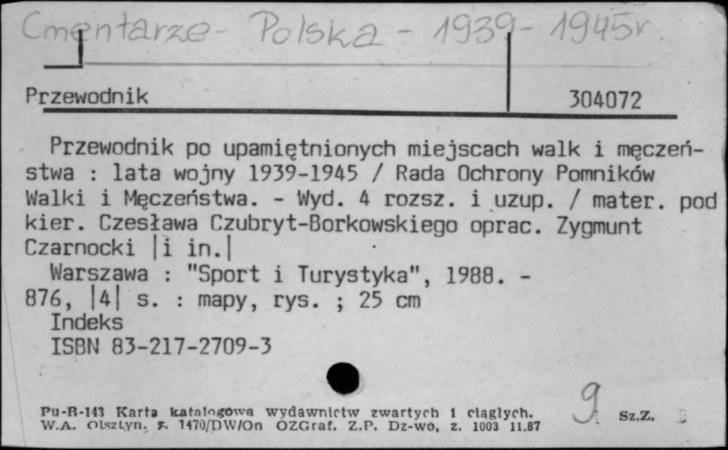 Cmentarze - Polska - 1939 - 1945r.
Przewodnik 304072
Przewodnik po upamiętnionych miejscach walk i męczeń-
stwa : lata wojny 1939-1945 / Rada Ochrony Pomników
Walki i Męczeństwa. - Wyd. 4 rozsz. i uzup. / mater. pod
kier. Czesława Czubryt-Borkowskiego oprac. Zygmunt
Czarnocki |i in.|
Warszawa : "Sport i Turystyka", 1988. -
876, |4| s. : mapy, rys. ; 25 cm
Indeks
ISBN 83-217-2709-3
9
Pu-B-143 Karta katalogowa wydawnictw zwartych i ciągłych. Sz.Z.
W.A. Olsztyn, z. 1470/DW/On OZGraf. Z.P. Dz-wo, z. 1003 11.87